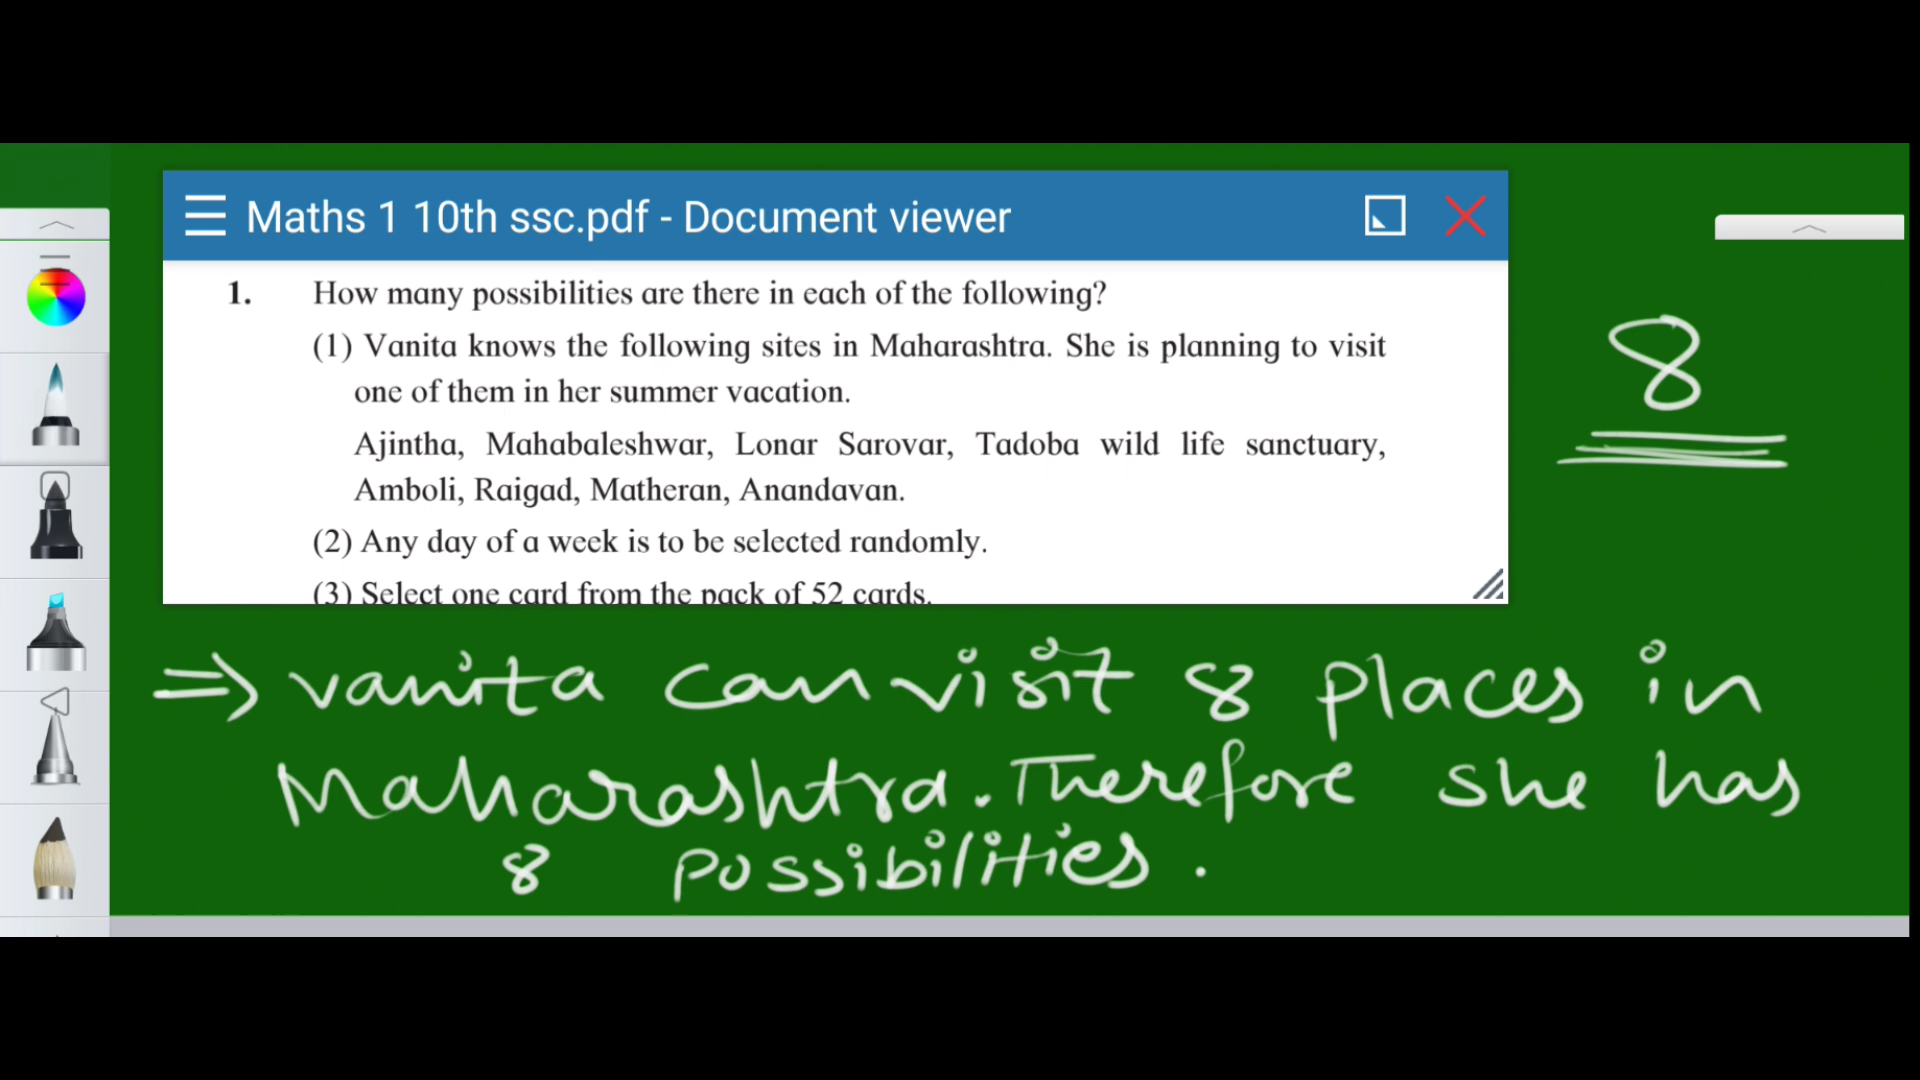 Maths 1 10th ssc.pdf - Document viewer
1. How many possibilities are there in each of the following?
(1) Vanita knows the following sites in Maharashtra. She is planning to visit
one of them in her summer vacation.
Ajintha, Mahabaleshwar, Lonar Sarovar, Tadoba wild life sanctuary,
Amboli, Raigad, Matheran, Anandavan.
(2) Any day of a week is to be selected randomly.
(3) Select one card from the pack of 52 cards.
8
⇒ vanita can visit 8 places in
Maharashtra. Therefore she has
8 possibilities.